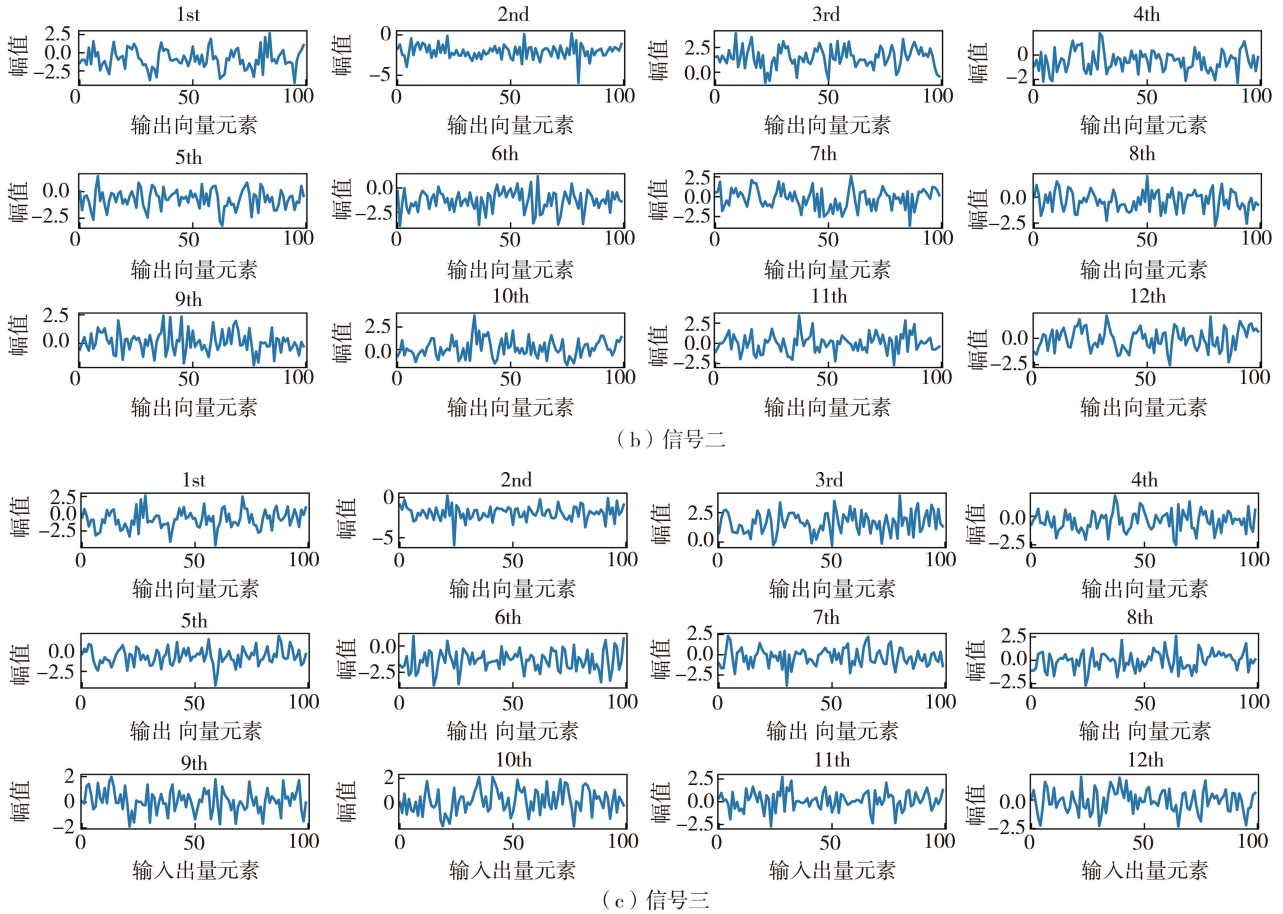 1st 2nd 3rd 4th
幅值 2.5 0.0 −2.5 幅值 0 −5 幅值 2.5 0.0 幅值 0 −2
0 50 100 0 50 100 0 50 100 0 50 100
输出向量元素 输出向量元素 输出向量元素 输出向量元素
5th 6th 7th 8th
幅值 0.0 −2.5 幅值 0.0 −2.5 幅值 2.5 0.0 −2.5 幅值 0.0 −2.5
0 50 100 0 50 100 0 50 100 0 50 100
输出向量元素 输出向量元素 输出向量元素 输出向量元素
9th 10th 11th 12th
幅值 2.5 0.0 幅值 2.5 0.0 幅值 2.5 0.0 −2.5 幅值 0.0 −2.5
0 50 100 0 50 100 0 50 100 0 50 100
输出向量元素 输出向量元素 输出向量元素 输出向量元素
（b）信号二
1st 2nd 3rd 4th
幅值 2.5 0.0 −2.5 幅值 0 −5 幅值 2.5 0.0 幅值 0.0 −2.5
0 50 100 0 50 100 0 50 100 0 50 100
输出向量元素 输出向量元素 输出向量元素 输出向量元素
5th 6th 7th 8th
幅值 0.0 −2.5 幅值 0.0 −2.5 幅值 2.5 0.0 −2.5 幅值 2.5 0.0 −2.5
0 50 100 0 50 100 0 50 100 0 50 100
输出 向量元素 输出 向量元素 输出 向量元素 输出 向量元素
9th 10th 11th 12th
幅值 2 0 −2 幅值 2 0 幅值 2.5 0.0 −2.5 幅值 0.0 −2.5
0 50 100 0 50 100 0 50 100 0 50 100
输入出量元素 输入出量元素 输入出量元素 输入出量元素
（c）信号三